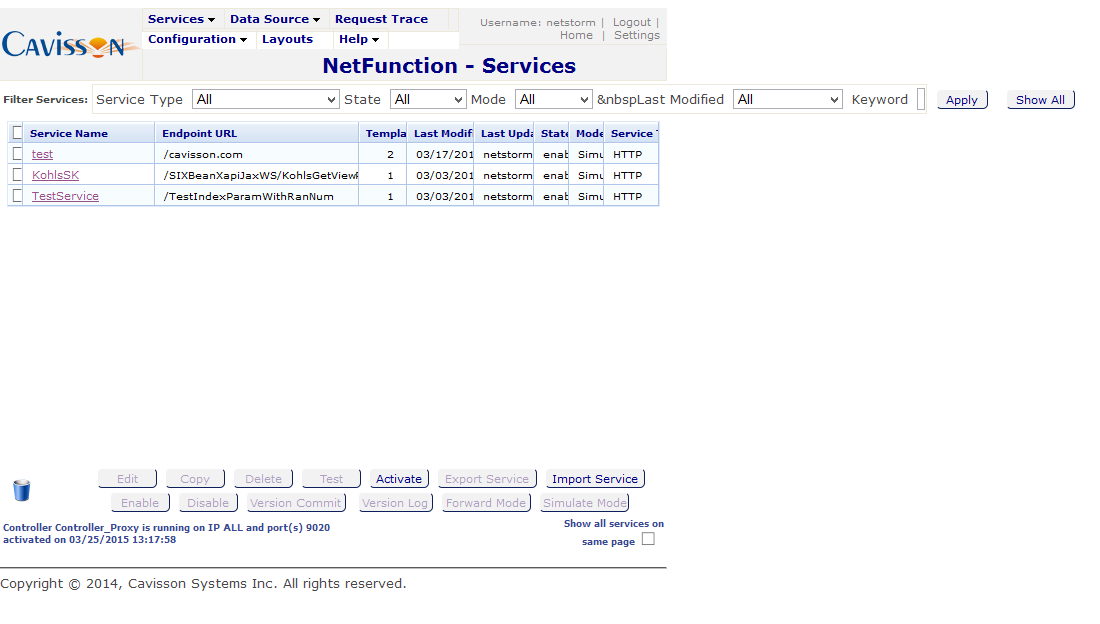 CAVISSON
Services Data Source Request Trace
Configuration Layouts Help
Username: netstorm | Logout |
Home | Settings
NetFunction - Services
Filter Services: Service Type All State All Mode All &nbspLast Modified All Keyword Apply Show All
Service Name Endpoint URL Templa Last Modif Last Upda State Mode Service T
test /cavisson.com 2 03/17/201 netstorm enab Simu HTTP
KohlsSK /SIXBeanXapiJaxWS/KohlsGetViewP 1 03/03/201 netstorm enab Simu HTTP
TestService /TestIndexParamWithRanNum 1 03/03/201 netstorm enab Simu HTTP
Edit Copy Delete Test Activate Export Service Import Service
Enable Disable Version Commit Version Log Forward Mode Simulate Mode
Controller Controller_Proxy is running on IP ALL and port(s) 9020
activated on 03/25/2015 13:17:58
Show all services on
same page
Copyright © 2014, Cavisson Systems Inc. All rights reserved.